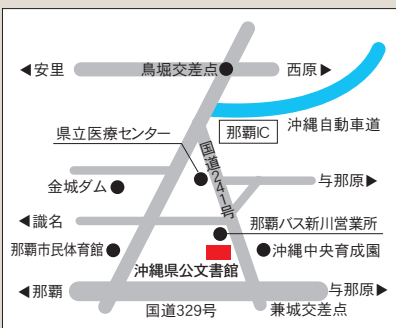 ◀安里
鳥堀交差点
西原▶
県立医療センター
那覇IC
沖縄自動車道
国道241号
金城ダム
与那原▶
◀識名
那覇バス新川営業所
那覇市民体育館
沖縄県公文書館
沖縄中央育成園
◀那覇
与那原▶
国道329号
兼城交差点